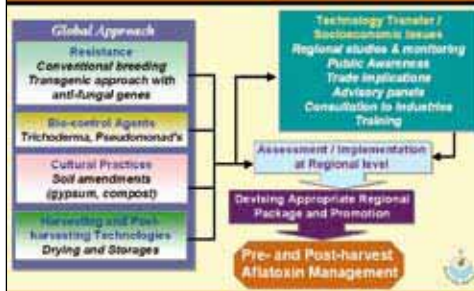 Global Approach
Resistance
Conventional breeding
Transgenic approach with
anti-fungal genes
Bio-control Agents
Trichoderma, Pseudomonad's
Cultural Practices
Soil amendments
(gypsum, compost)
Harvesting and Post-
harvesting Technologies
Drying and Storages
Technology Transfer /
Socioeconomic Issues
Regional studies & monitoring
Public Awareness
Trade implications
Advisory panels
Consultation to Industries
Training
Assessment / Implementation
at Regional level
Devising Appropriate Regional
Package and Promotion
Pre- and Post-harvest
Aflatoxin Management